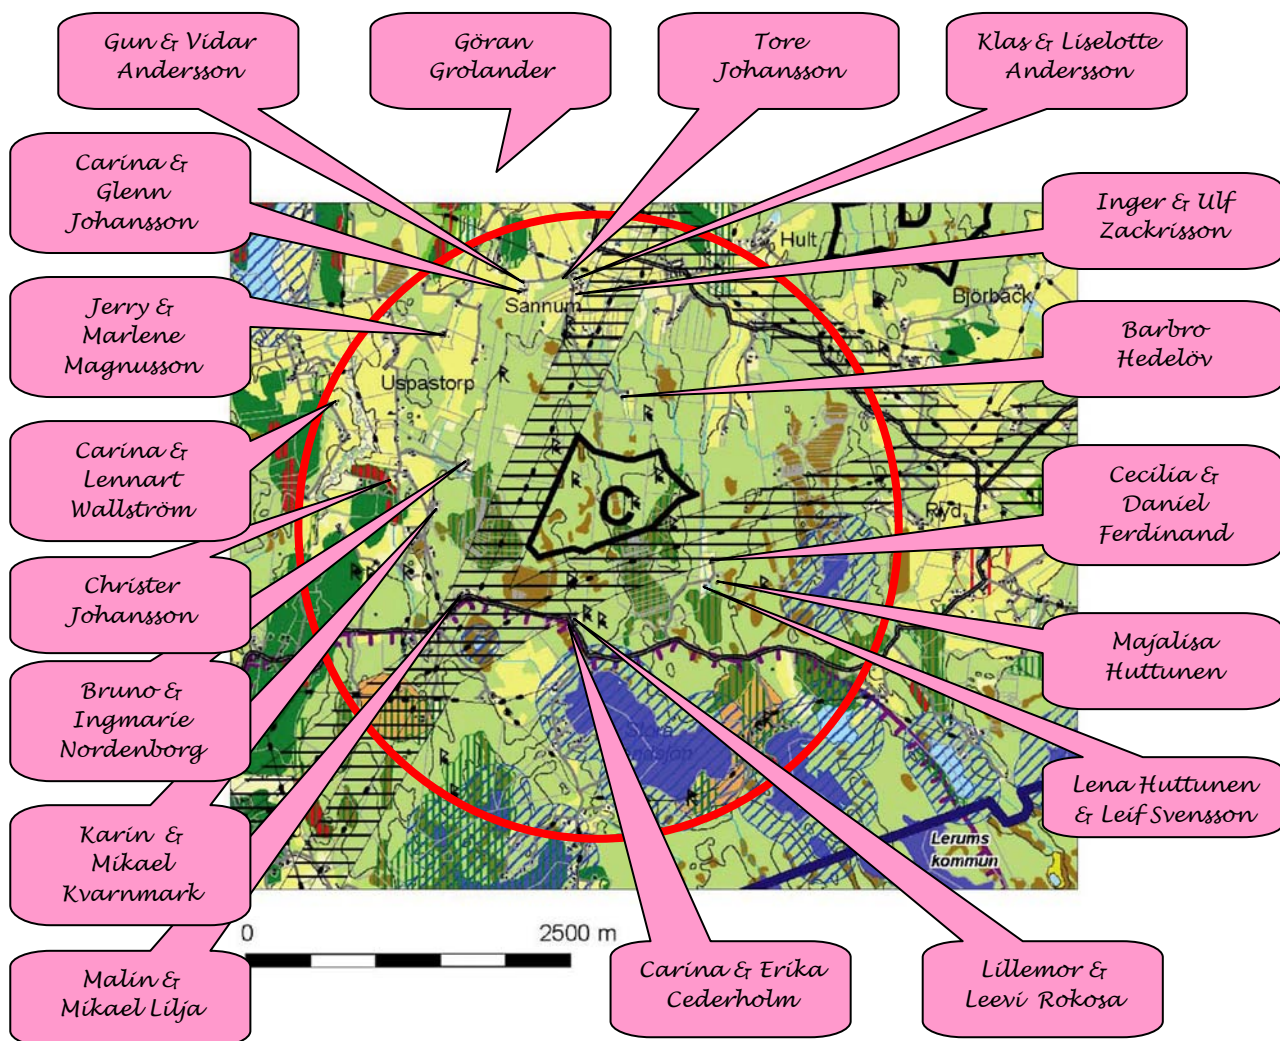 Gun & Vidar
Andersson
Göran
Grolander
Tore
Johansson
Klas & Liselotte
Andersson
Carina &
Glenn
Johansson
Inger & Ulf
Zackrisson
D
Hult
Björbäck
Sannum
Jerry &
Marlene
Magnusson
Barbro
Hedelöv
Uspastorp
Carina &
Lennart
Wallström
C
Ryd
Cecilia &
Daniel
Ferdinand
Christer
Johansson
Majalisa
Huttunen
Bruno &
Ingmarie
Nordenborg
Stora
Lena Huttunen
& Leif Svensson
Karin &
Mikael
Kvarnmark
Lerums
kommun
0 2500 m
Malin &
Mikael Lilja
Carina & Erika
Cederholm
Lillemor &
Leevi Rokosa